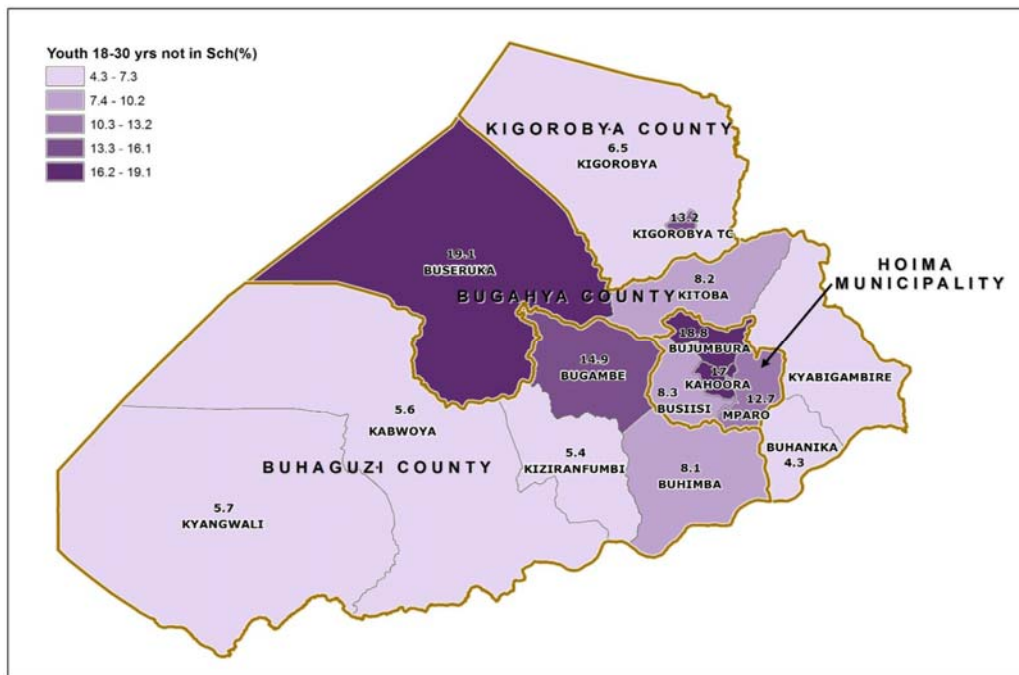 Youth 18-30 yrs not in Sch(%)
4.3 - 7.3
7.4 - 10.2
10.3 - 13.2
13.3 - 16.1
16.2 - 19.1
KIGOROBYA COUNTY
6.5
KIGOROBYA
13.2
KIGOROBYA TC
19.1
BUSERUKA
BUGAHYA COUNTY
8.2
KITOBA
HOIMA
MUNICIPALITY
18.8
BUJUMBURA
14.9
BUGAMBE
17
KAHOORA
KYABIGAMBIRE
8.3
BUSIISI
12.7
MPARO
5.6
KABWOYA
BUHANIKA
4.3
BUHAGUZI COUNTY
5.4
KIZIRANFUMBI
8.1
BUHIMBA
5.7
KYANGWALI